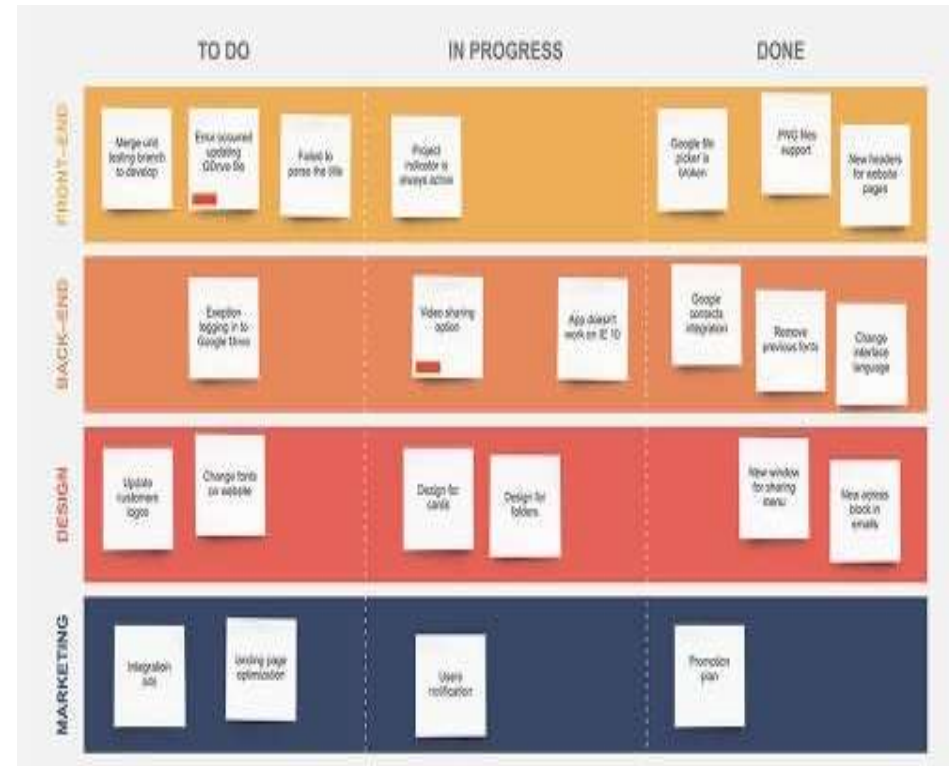 TO DO
IN PROGRESS
DONE
FRONT-END
Merge unit
testing branch
to develop
Error occurred
updating
GDrive file
Failed to
parse the title
Project
indicator is
always active
Google file
picker is
broken
PNG files
support
New headers
for website
pages
BACK-END
Exeption
logging in to
Google Drive
Video sharing
option
App doesn't
work on IE 10
Google
contacts
integration
Remove
previous fonts
Change
interface
language
DESIGN
Update
customers
logos
Change fonts
on website
Design for
cards
Design for
folders
New window
for sharing
menu
New
block in
emails
MARKETING
Integration
ads
landing page
optimization
Users
notification
Promotion
plan